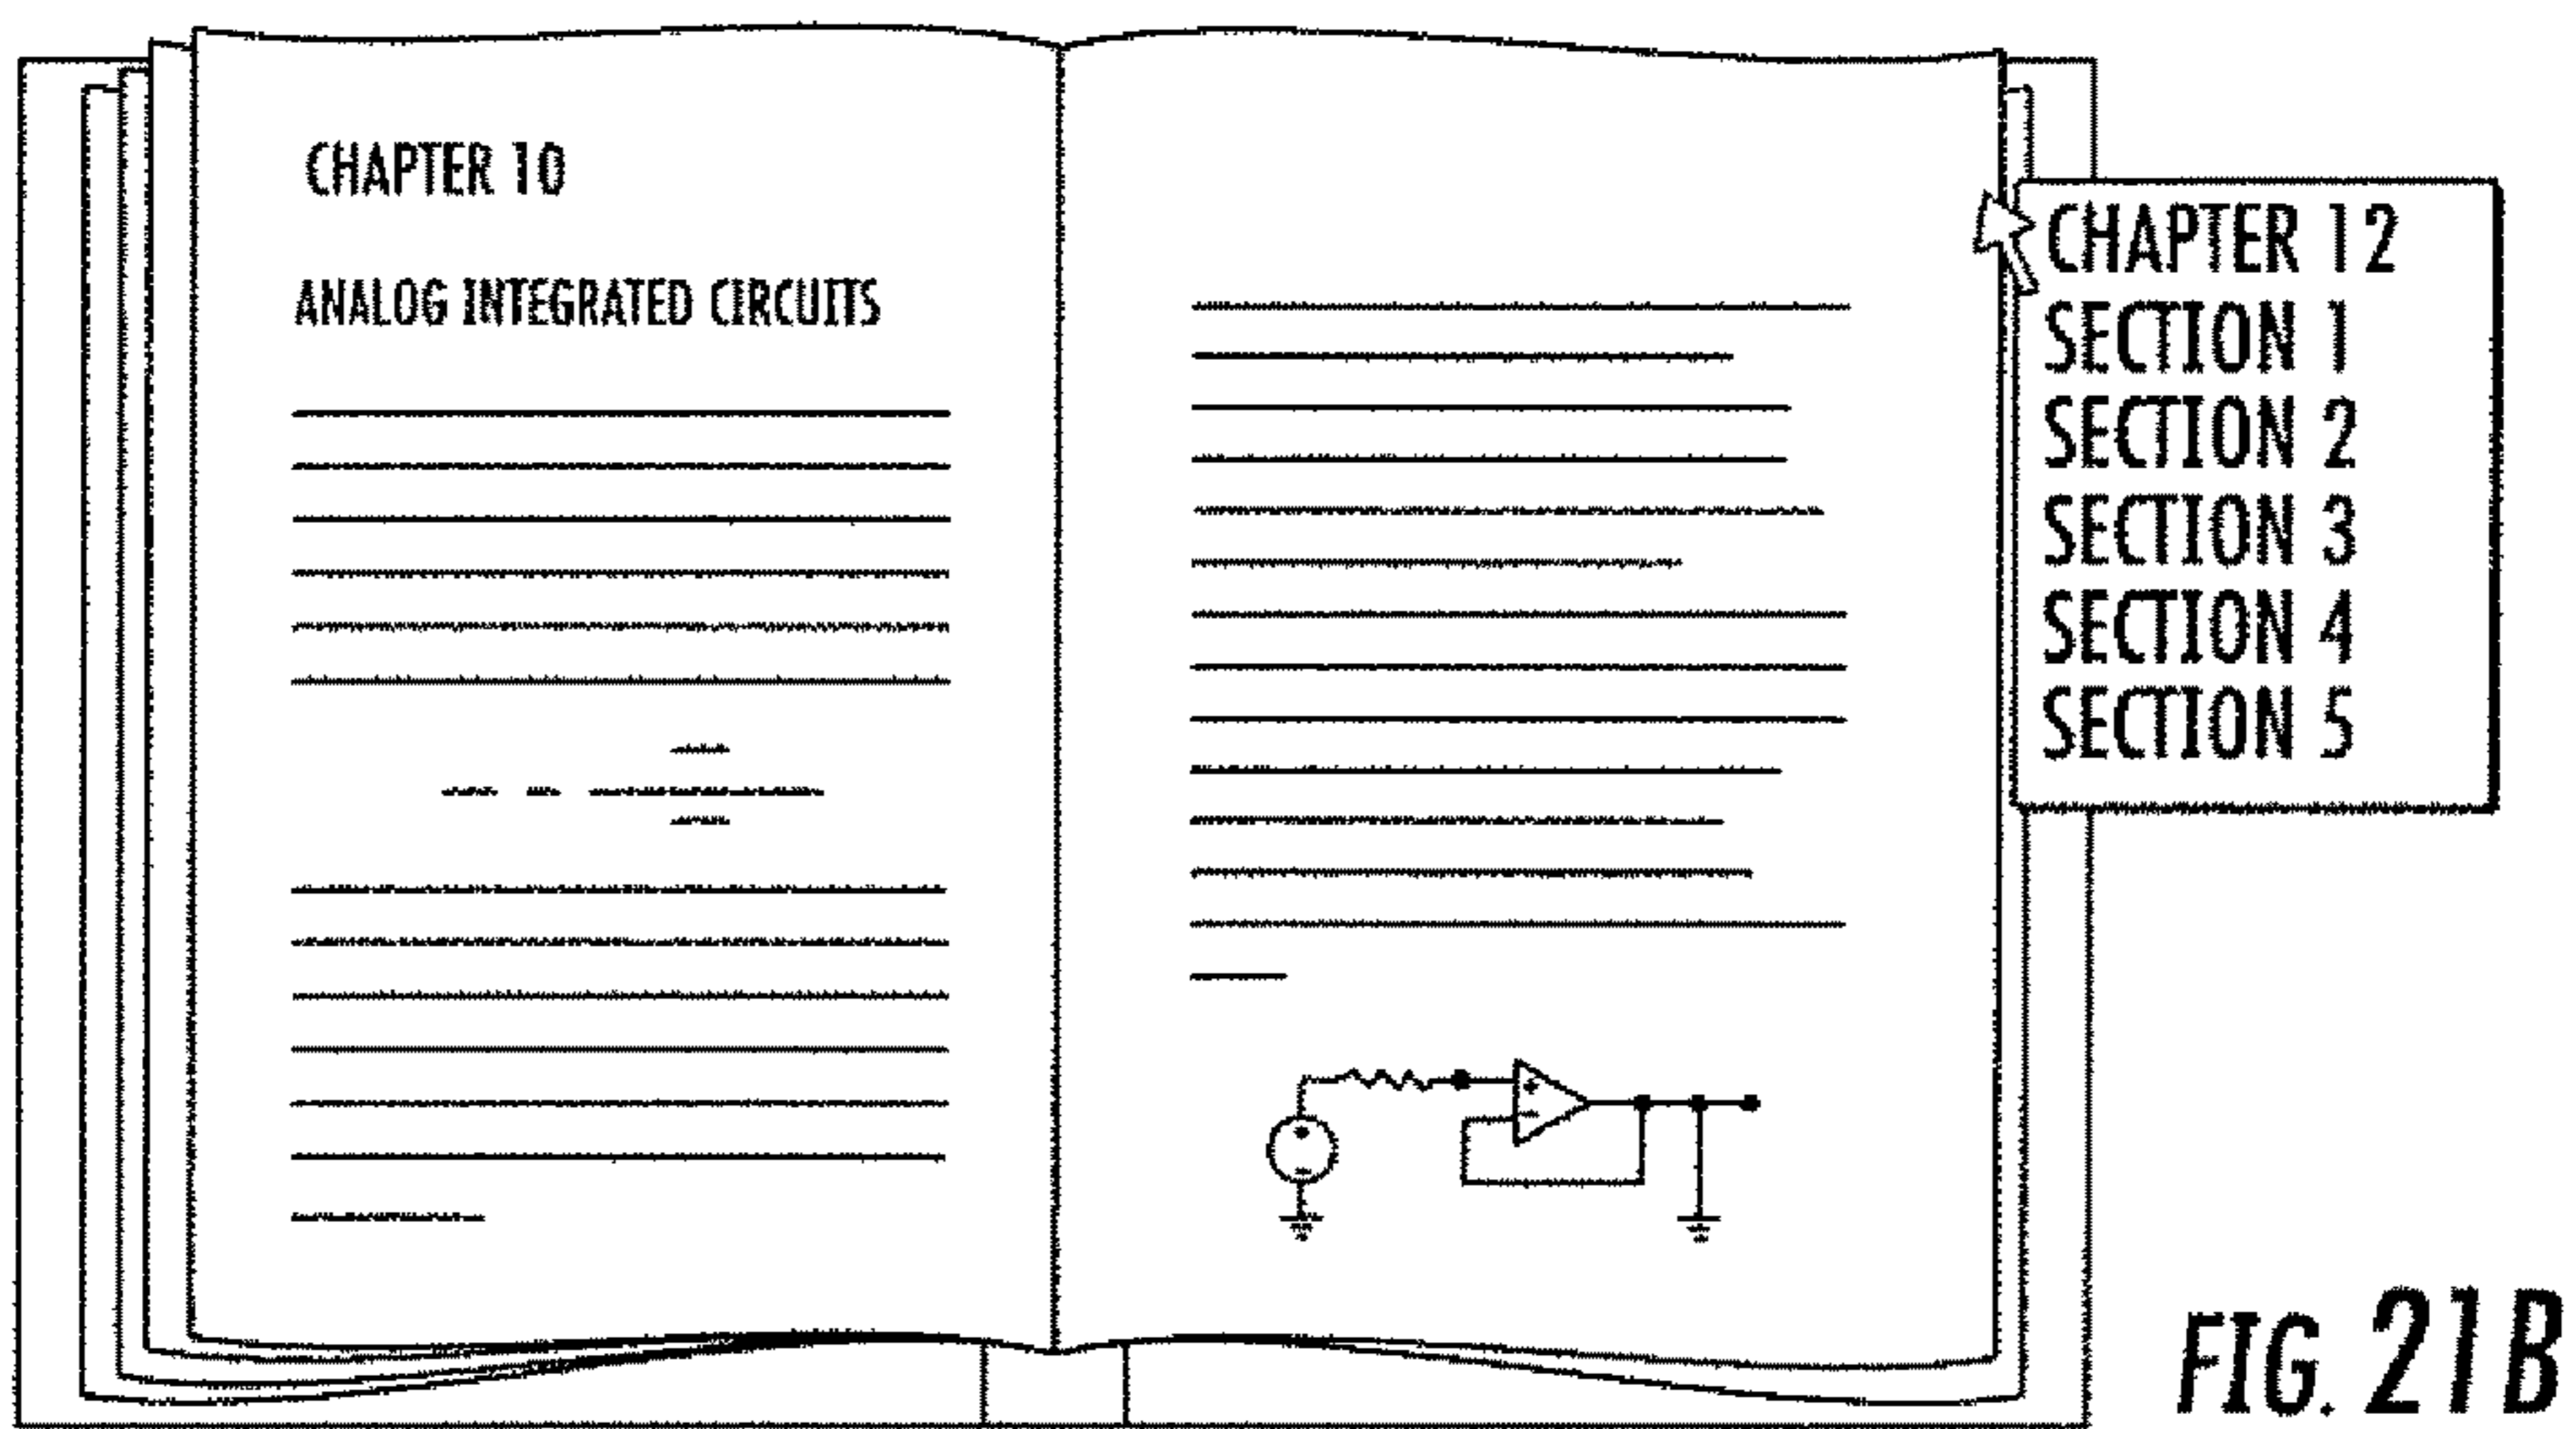 CHAPTER 10
ANALOG INTEGRATED CIRCUITS
CHAPTER 12
SECTION 1
SECTION 2
SECTION 3
SECTION 4
SECTION 5
FIG. 21B